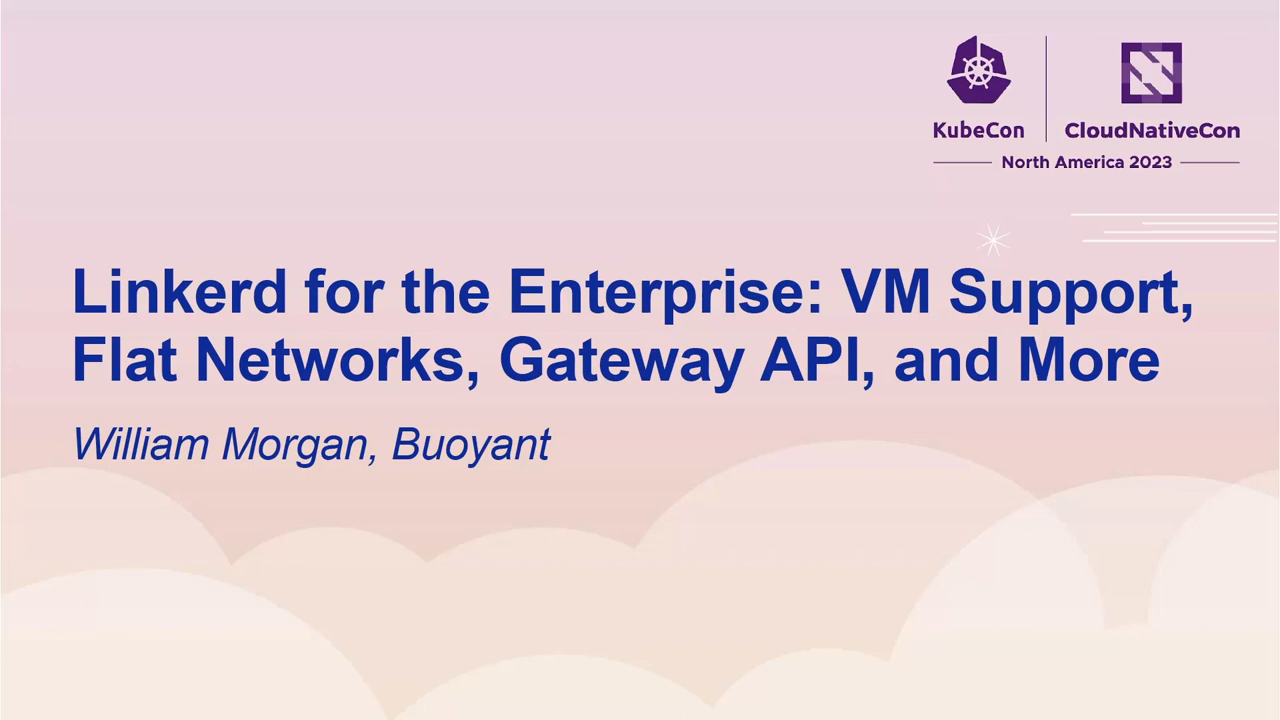 KubeCon
CloudNativeCon
North America 2023
Linkerd for the Enterprise: VM Support,
Flat Networks, Gateway API, and More
William Morgan, Buoyant